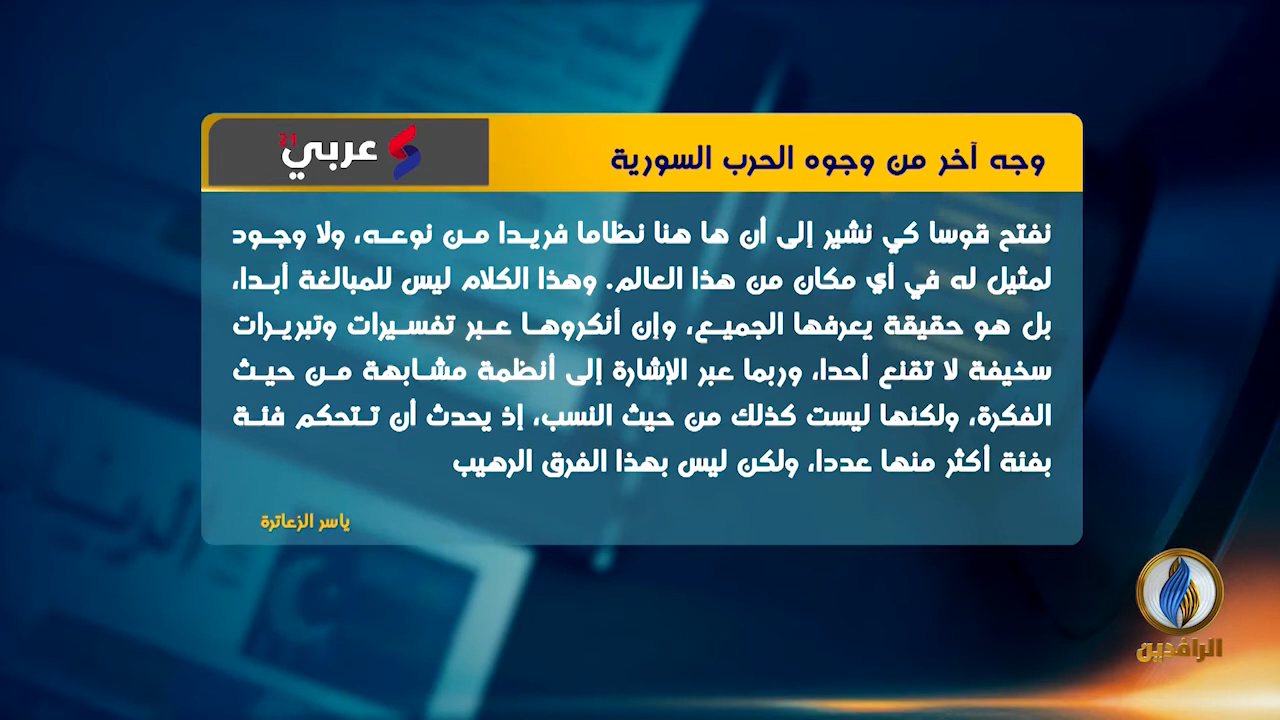 وجه آخر من وجوه الحرب السورية
عربي 21
نفتح قوسا كي نشير إلى أن ها هنا نظاما فريدا من نوعه، ولا وجود
لمثيل له في أي مكان من هذا العالم. وهذا الكلام ليس للمبالغة أبدا،
بل هو حقيقة يعرفها الجميع، وإن أنكروها عبر تفسيرات وتبريرات
سخيفة لا تقنع أحدا، وربما عبر الإشارة إلى أنظمة مشابهة من حيث
الفكرة، ولكنها ليست كذلك من حيث النسب، إذ يحدث أن تتحكم فئة
بفئة أكثر منها عددا، ولكن ليس بهذا الفرق الرهيب
ياسر الزعاترة
الرافدين